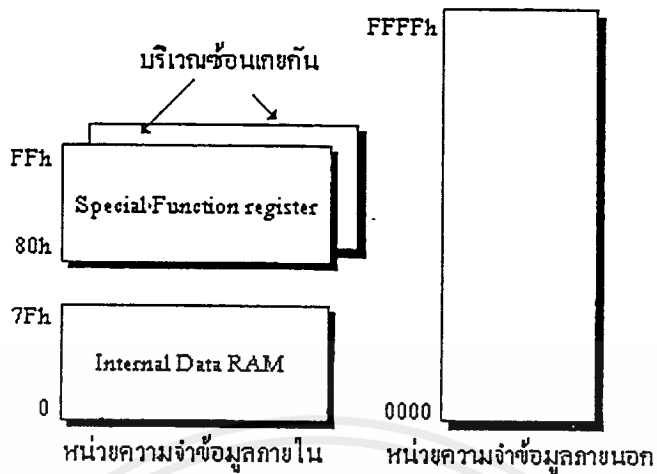 FFFFh
บริเวณซ้อนเกยกัน
FFh
Special Function register
80h
7Fh
Internal Data RAM
0
0000
หน่วยความจำข้อมูลภายใน
หน่วยความจำข้อมูลภายนอก